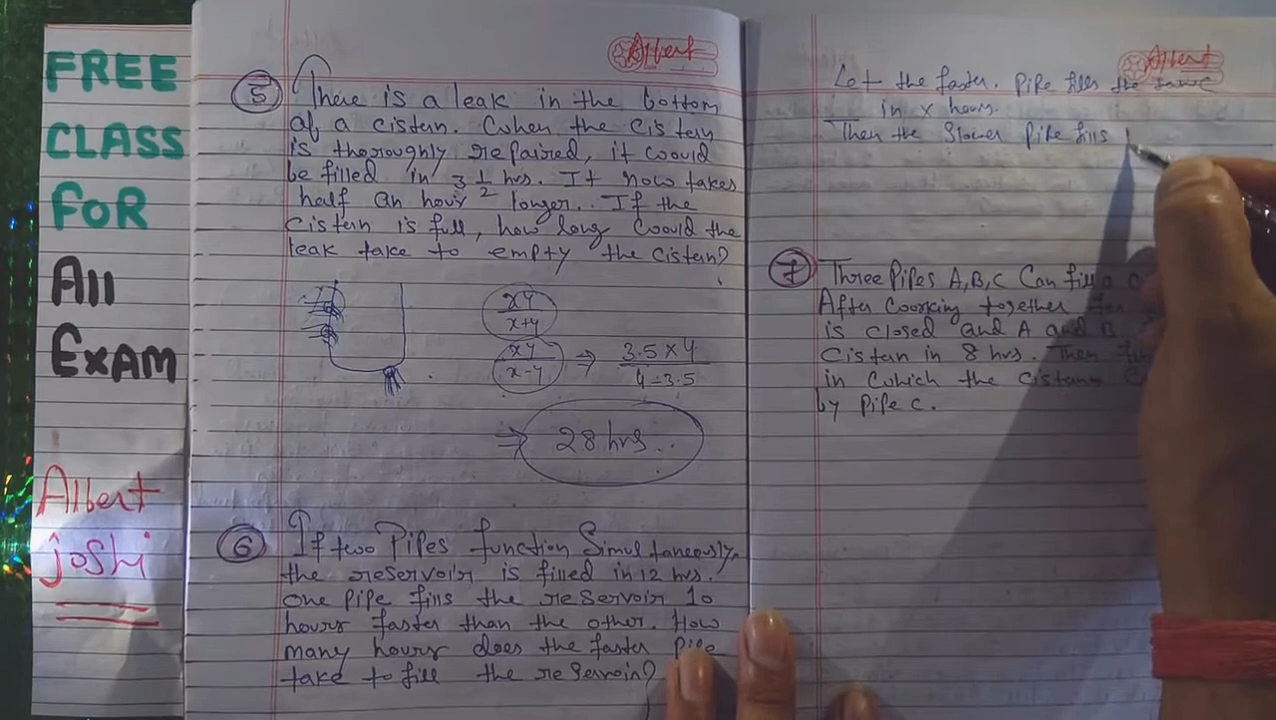 FREE
CLASS
FOR
All
ExAM
Albert
joshi
Albert
5 There is a leak in the bottom
of a cistern. When the cistern
is thoroughly repaired, it would
be filled in 3 1/2 hrs. It now takes
half an hour longer. If the
cistern is full, how long would the
leak take to empty the cistern?
xy
x+y
xy
x-y
⇒ 3.5 x 4
4-3.5
⇒ 28 hrs..
6 If two Pipes function Simultaneously,
the reservoir is filled in 12 hrs.
One pipe fills the reservoir 10
hours faster than the other. How
many hours does the faster pipe
take to fill the reservoir?
Albert
Let the faster. Pipe fills the
in x hours.
Then the Slower Pipe fills
7 Three Pipes A,B,C Can fill a
After working together
is closed and A and B
Cistern in 8 hrs. Then
in which the cistern
by Pipe C.